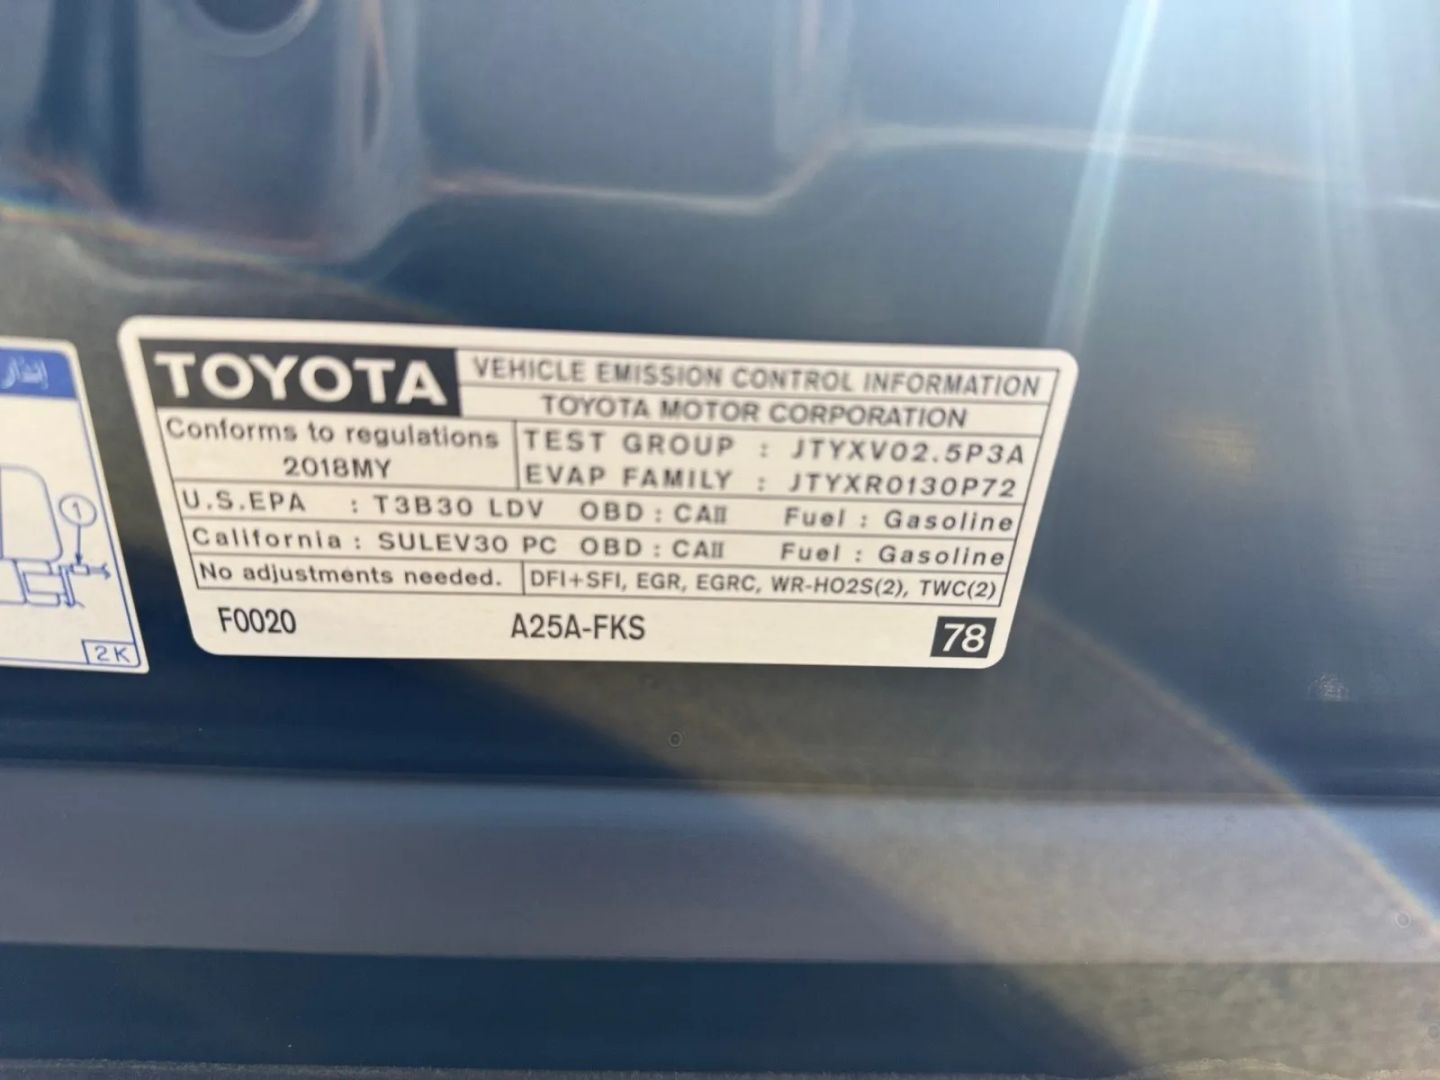 إنذار
1
2K
TOYOTA VEHICLE EMISSION CONTROL INFORMATION
TOYOTA MOTOR CORPORATION
Conforms to regulations
2018MY
TEST GROUP : JTYXV02.5P3A
EVAP FAMILY : JTYXR0130P72
U.S.EPA : T3B30 LDV OBD : CAII Fuel : Gasoline
California : SULEV30 PC OBD : CAII Fuel : Gasoline
No adjustments needed. DFI+SFI, EGR, EGRC, WR-HO2S(2), TWC(2)
F0020 A25A-FKS 78